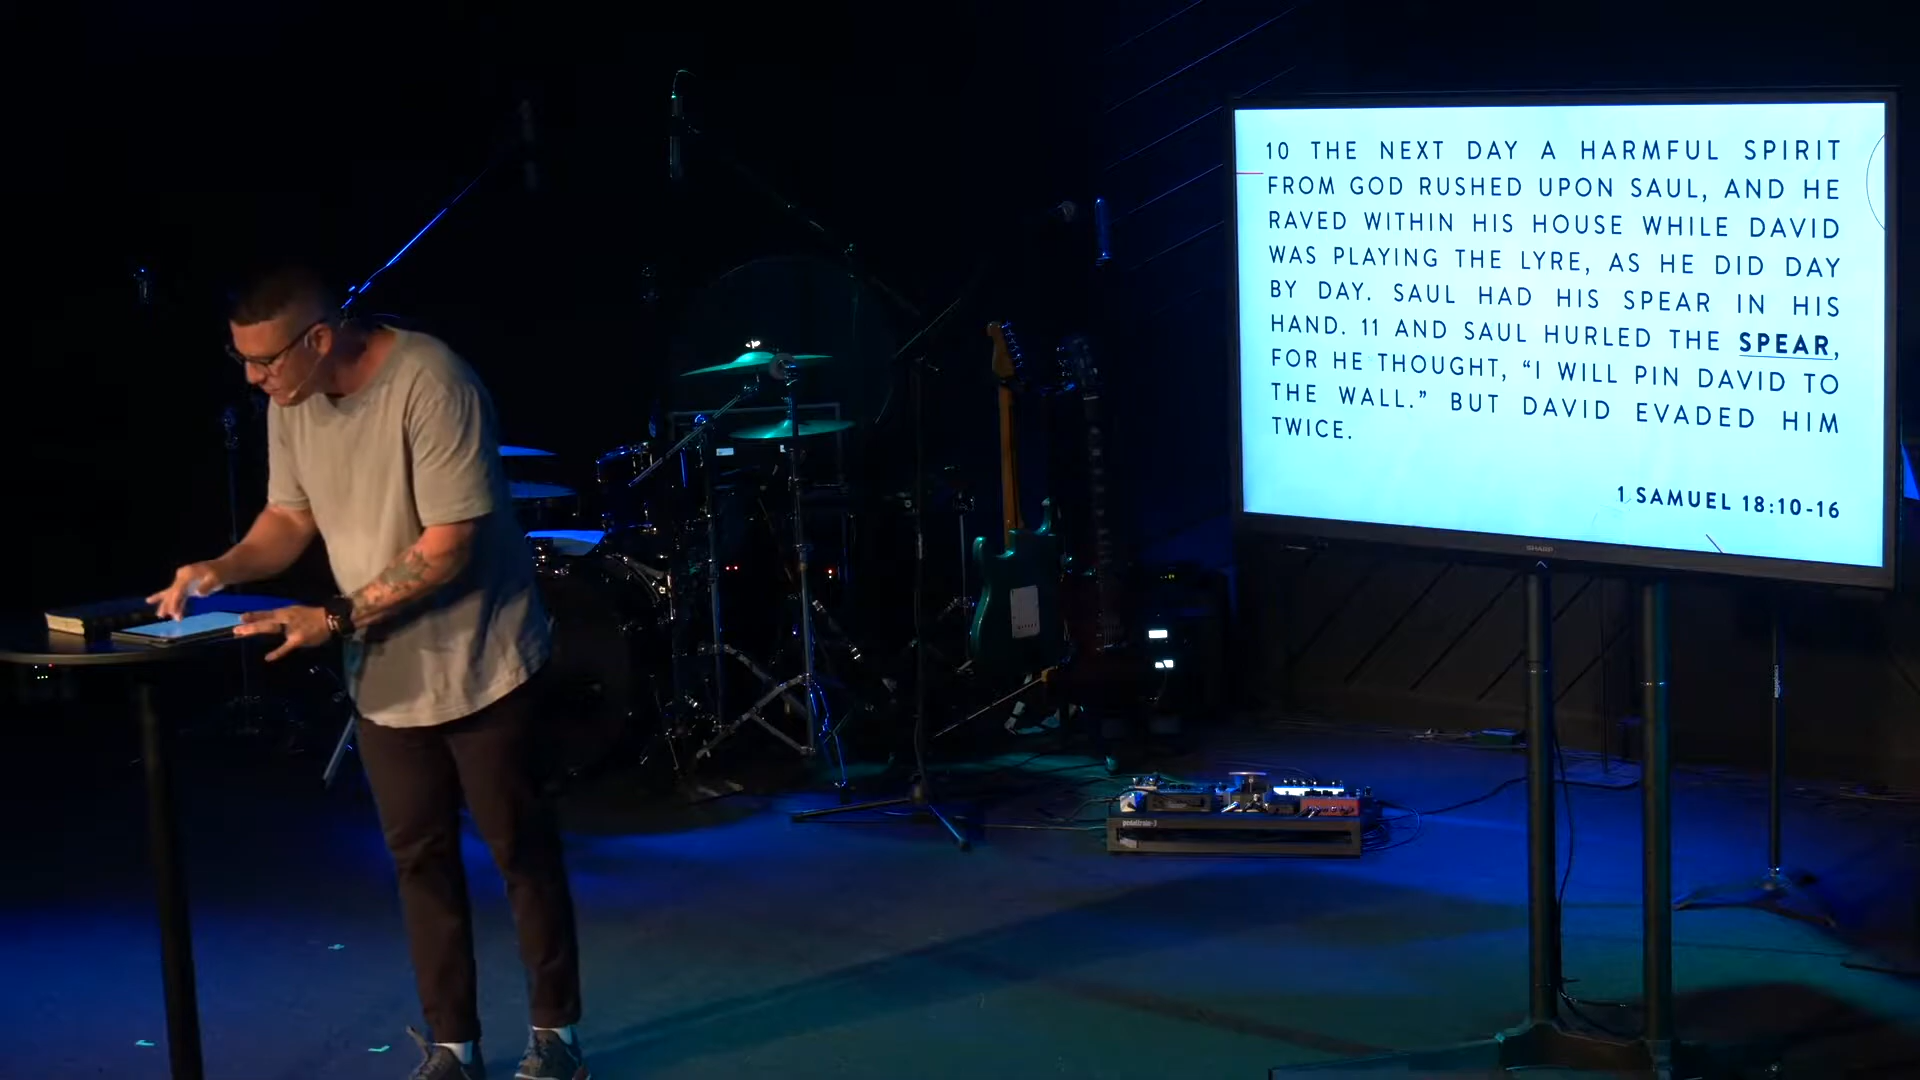 10 THE NEXT DAY A HARMFUL SPIRIT
FROM GOD RUSHED UPON SAUL, AND HE
RAVED WITHIN HIS HOUSE WHILE DAVID
WAS PLAYING THE LYRE, AS HE DID DAY
BY DAY. SAUL HAD HIS SPEAR IN HIS
HAND. 11 AND SAUL HURLED THE SPEAR,
FOR HE THOUGHT, “I WILL PIN DAVID TO
THE WALL.” BUT DAVID EVADED HIM
TWICE.
1 SAMUEL 18:10-16
SHARP
pedaltrain-3